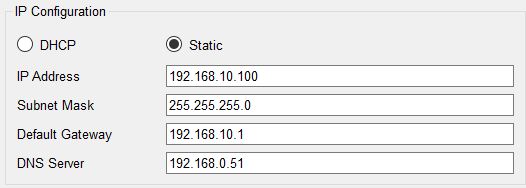 IP Configuration
DHCP Static
IP Address 192.168.10.100
Subnet Mask 255.255.255.0
Default Gateway 192.168.10.1
DNS Server 192.168.0.51